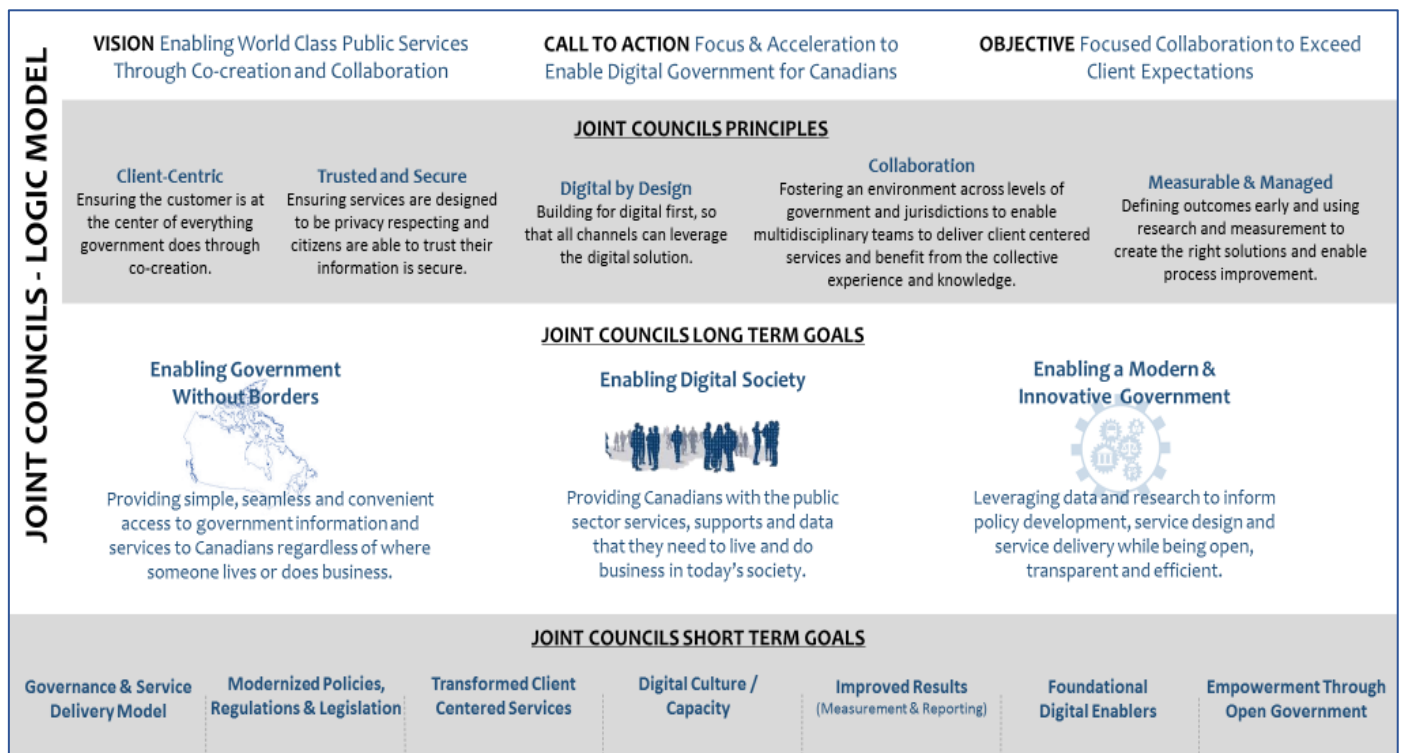 JOINT COUNCILS - LOGIC MODEL
VISION Enabling World Class Public Services
Through Co-creation and Collaboration
CALL TO ACTION Focus & Acceleration to
Enable Digital Government for Canadians
OBJECTIVE Focused Collaboration to Exceed
Client Expectations
JOINT COUNCILS PRINCIPLES
Client-Centric
Ensuring the customer is at
the center of everything
government does through
co-creation.
Trusted and Secure
Ensuring services are designed
to be privacy respecting and
citizens are able to trust their
information is secure.
Digital by Design
Building for digital first, so
that all channels can leverage
the digital solution.
Collaboration
Fostering an environment across levels of
government and jurisdictions to enable
multidisciplinary teams to deliver client centered
services and benefit from the collective
experience and knowledge.
Measurable & Managed
Defining outcomes early and using
research and measurement to
create the right solutions and enable
process improvement.
JOINT COUNCILS LONG TERM GOALS
Enabling Government
Without Borders
Providing simple, seamless and convenient
access to government information and
services to Canadians regardless of where
someone lives or does business.
Enabling Digital Society
Providing Canadians with the public
sector services, supports and data
that they need to live and do
business in today's society.
Enabling a Modern &
Innovative Government
Leveraging data and research to inform
policy development, service design and
service delivery while being open,
transparent and efficient.
JOINT COUNCILS SHORT TERM GOALS
Governance & Service
Delivery Model
Modernized Policies,
Regulations & Legislation
Transformed Client
Centered Services
Digital Culture /
Capacity
Improved Results
(Measurement & Reporting)
Foundational
Digital Enablers
Empowerment Through
Open Government